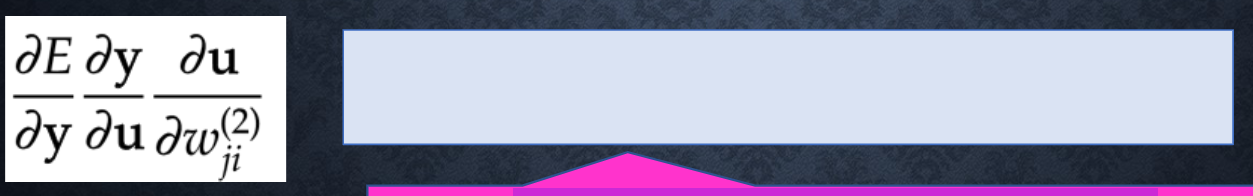 ∂E/∂𝐲 ∂𝐲/∂𝐮 ∂𝐮/∂w_{ji}^{(2)}